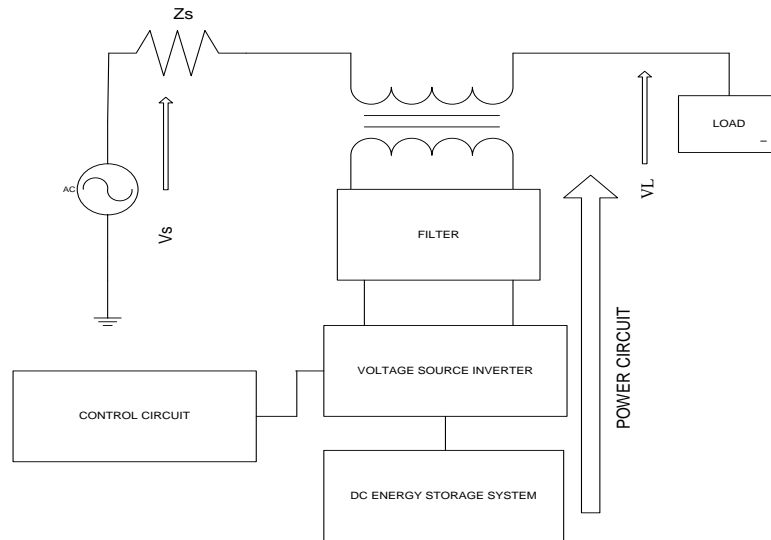 Zs
LOAD
AC
VL
Vs
FILTER
POWER CIRCUIT
VOLTAGE SOURCE INVERTER
CONTROL CIRCUIT
DC ENERGY STORAGE SYSTEM